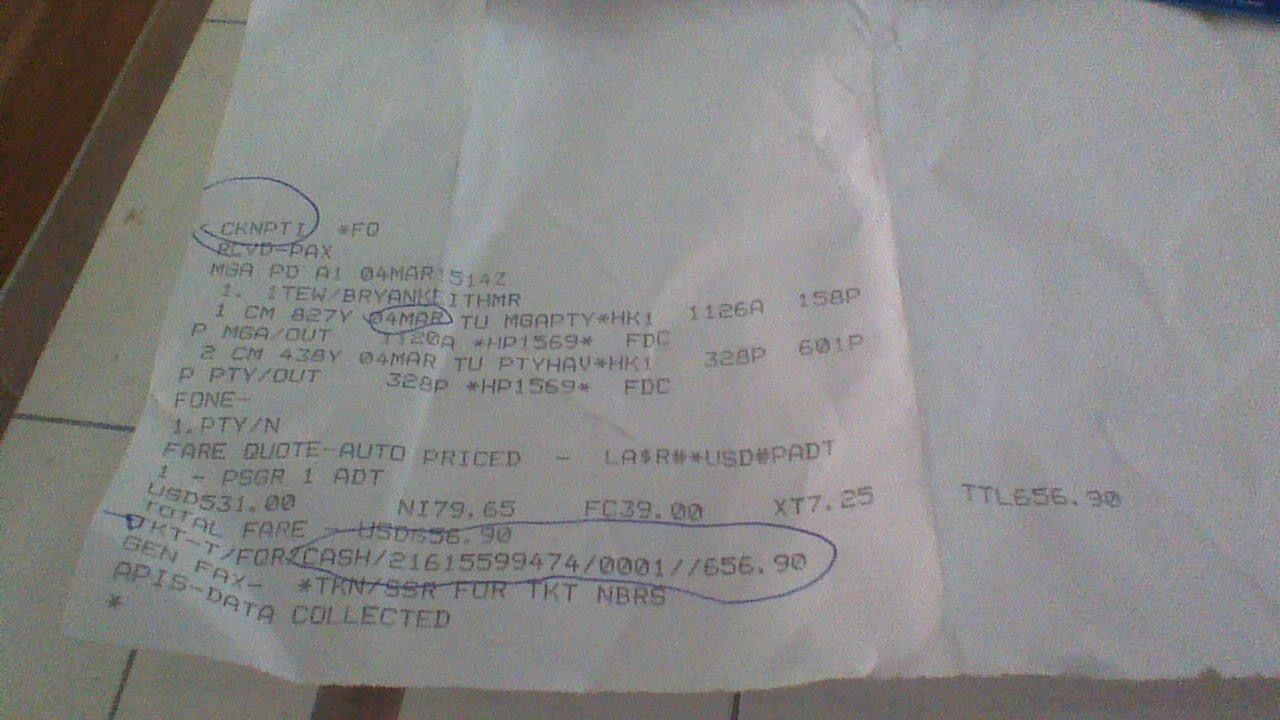 CKNPTI *FO
RCVD-PAX
MGA PD A1 04MAR1514Z
1. 1TEW/BRYANKEITHMR
1 CM 827Y 04MAR TU MGAPTY*HK1 1126A 158P
P MGA/OUT 1120A *HP1569* FDC
2 CM 438Y 04MAR TU PTYHAV*HK1 328P 601P
P PTY/OUT 328P *HP1569* FDC
FONE-
1.PTY/N
FARE QUOTE-AUTO PRICED - LA$R#*USD#PADT
1 - PSGR 1 ADT
USD531.00 NI79.65 FC39.00 XT7.25 TTL656.90
TOTAL FARE - USD656.90
TKT-T/FOR CASH/21615599474/0001//656.90
GEN FAX- *TRN/SSR FOR TKT NBRS
APIS-DATA COLLECTED
*